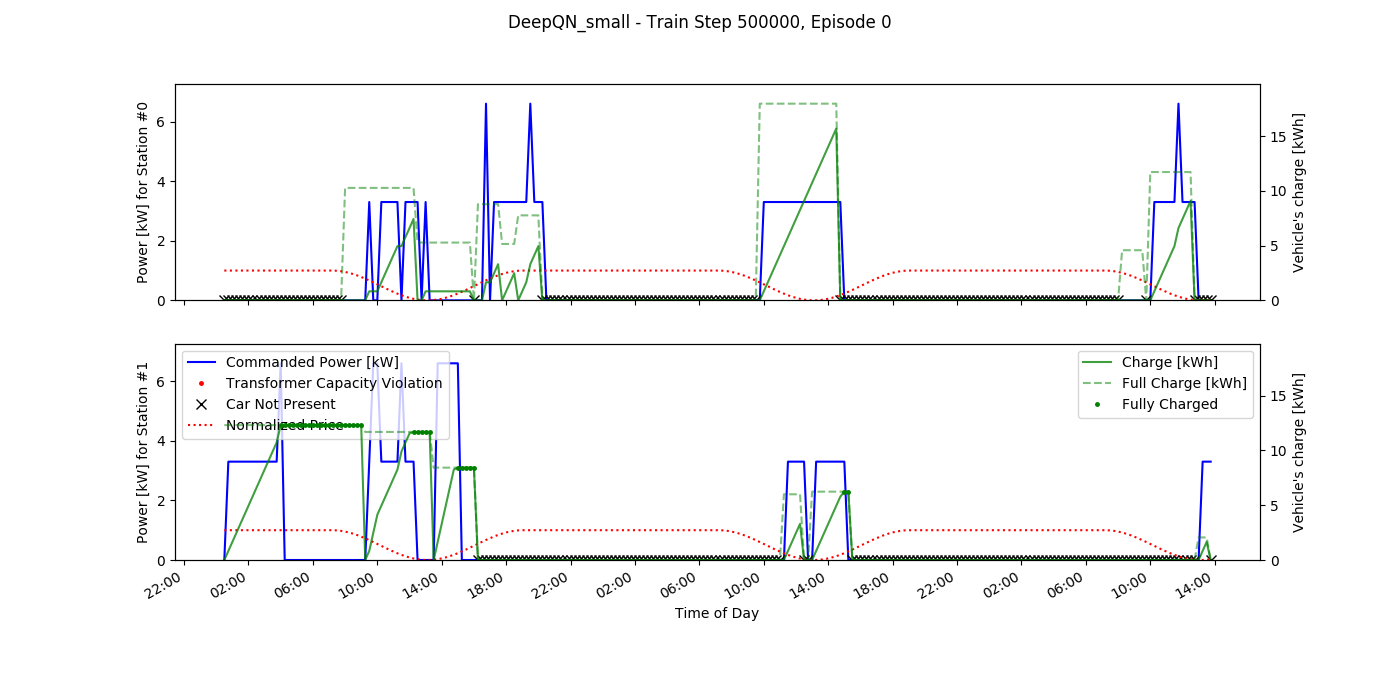 DeepQN_small - Train Step 500000, Episode 0
Power [kW] for Station #0
0
2
4
6
0
5
10
15
Vehicle's charge [kWh]
Power [kW] for Station #1
0
2
4
6
Commanded Power [kW]
Transformer Capacity Violation
Car Not Present
Normalized Price
Charge [kWh]
Full Charge [kWh]
Fully Charged
0
5
10
15
Vehicle's charge [kWh]
22:00 02:00 06:00 10:00 14:00 18:00 22:00 02:00 06:00 10:00 14:00 18:00 22:00 02:00 06:00 10:00 14:00
Time of Day